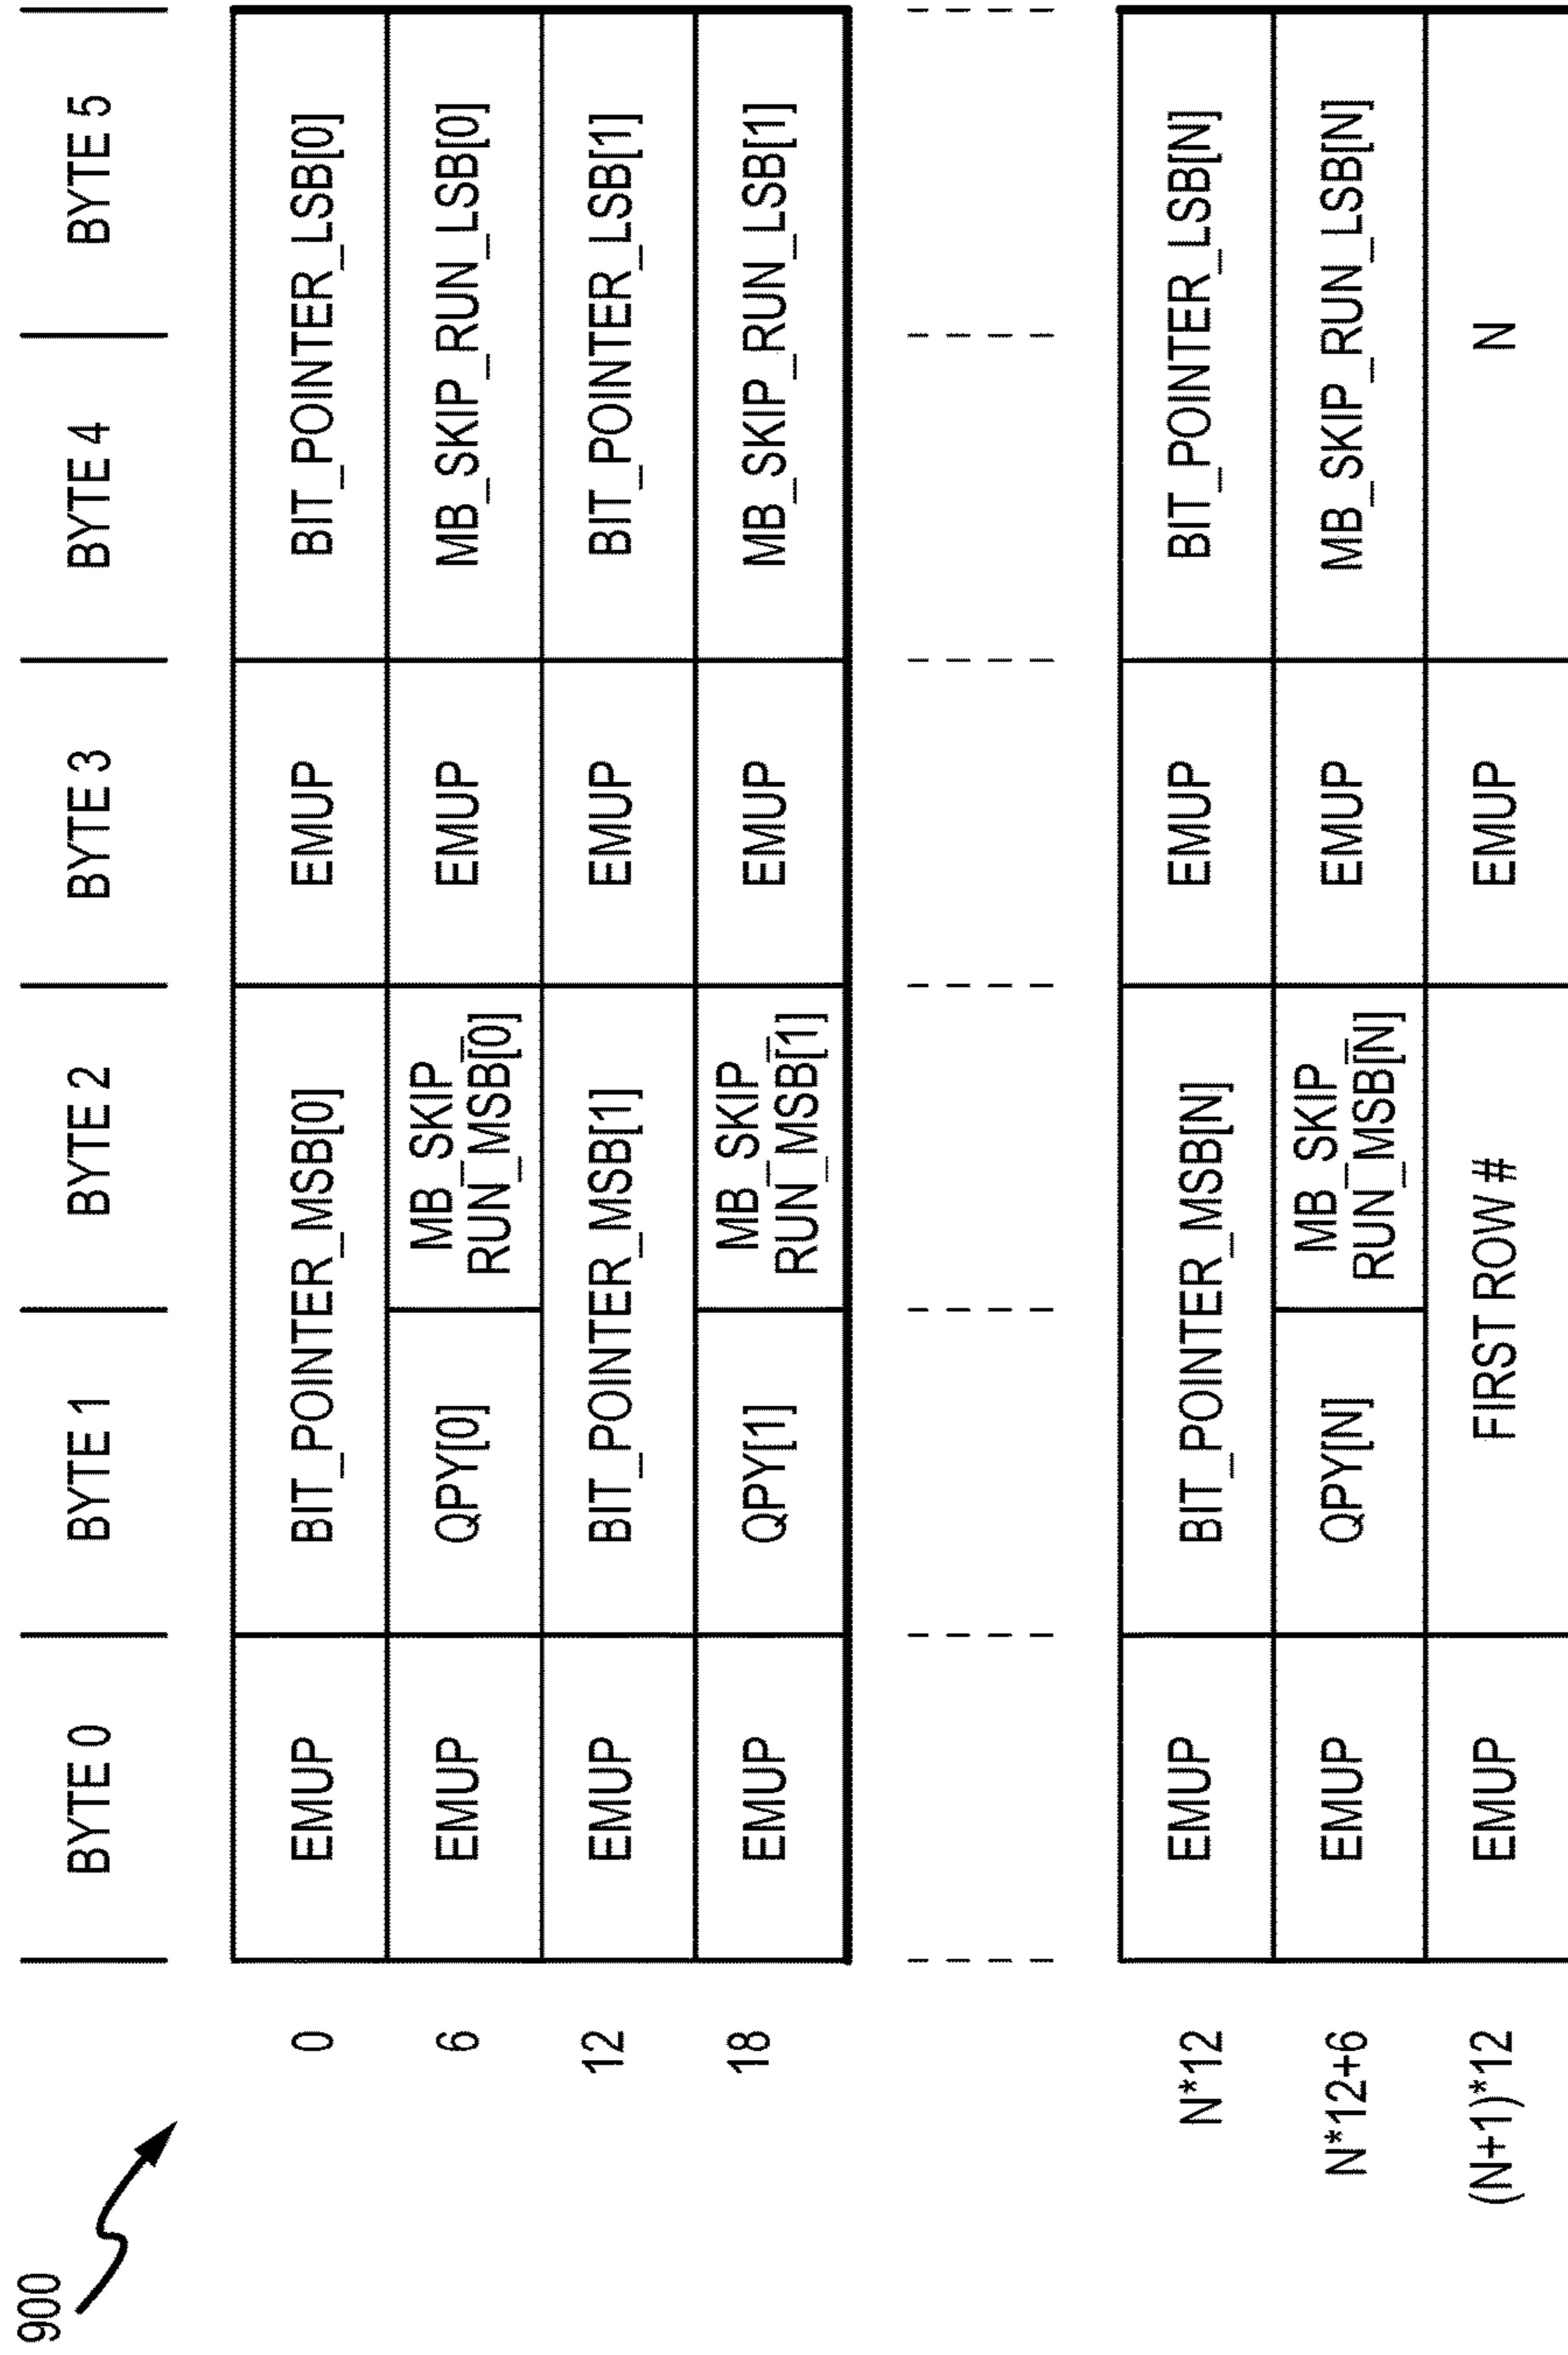 900
BYTE 0 BYTE 1 BYTE 2 BYTE 3 BYTE 4 BYTE 5
0 EMUP BIT_POINTER_MSB[0] EMUP BIT_POINTER_LSB[0]
6 EMUP QPY[0] MB_SKIP_
RUN_MSB[0] EMUP MB_SKIP_RUN_LSB[0]
12 EMUP BIT_POINTER_MSB[1] EMUP BIT_POINTER_LSB[1]
18 EMUP QPY[1] MB_SKIP_
RUN_MSB[1] EMUP MB_SKIP_RUN_LSB[1]
N*12 EMUP BIT_POINTER_MSB[N] EMUP BIT_POINTER_LSB[N]
N*12+6 EMUP QPY[N] MB_SKIP_
RUN_MSB[N] EMUP MB_SKIP_RUN_LSB[N]
(N+1)*12 EMUP FIRST ROW # EMUP N